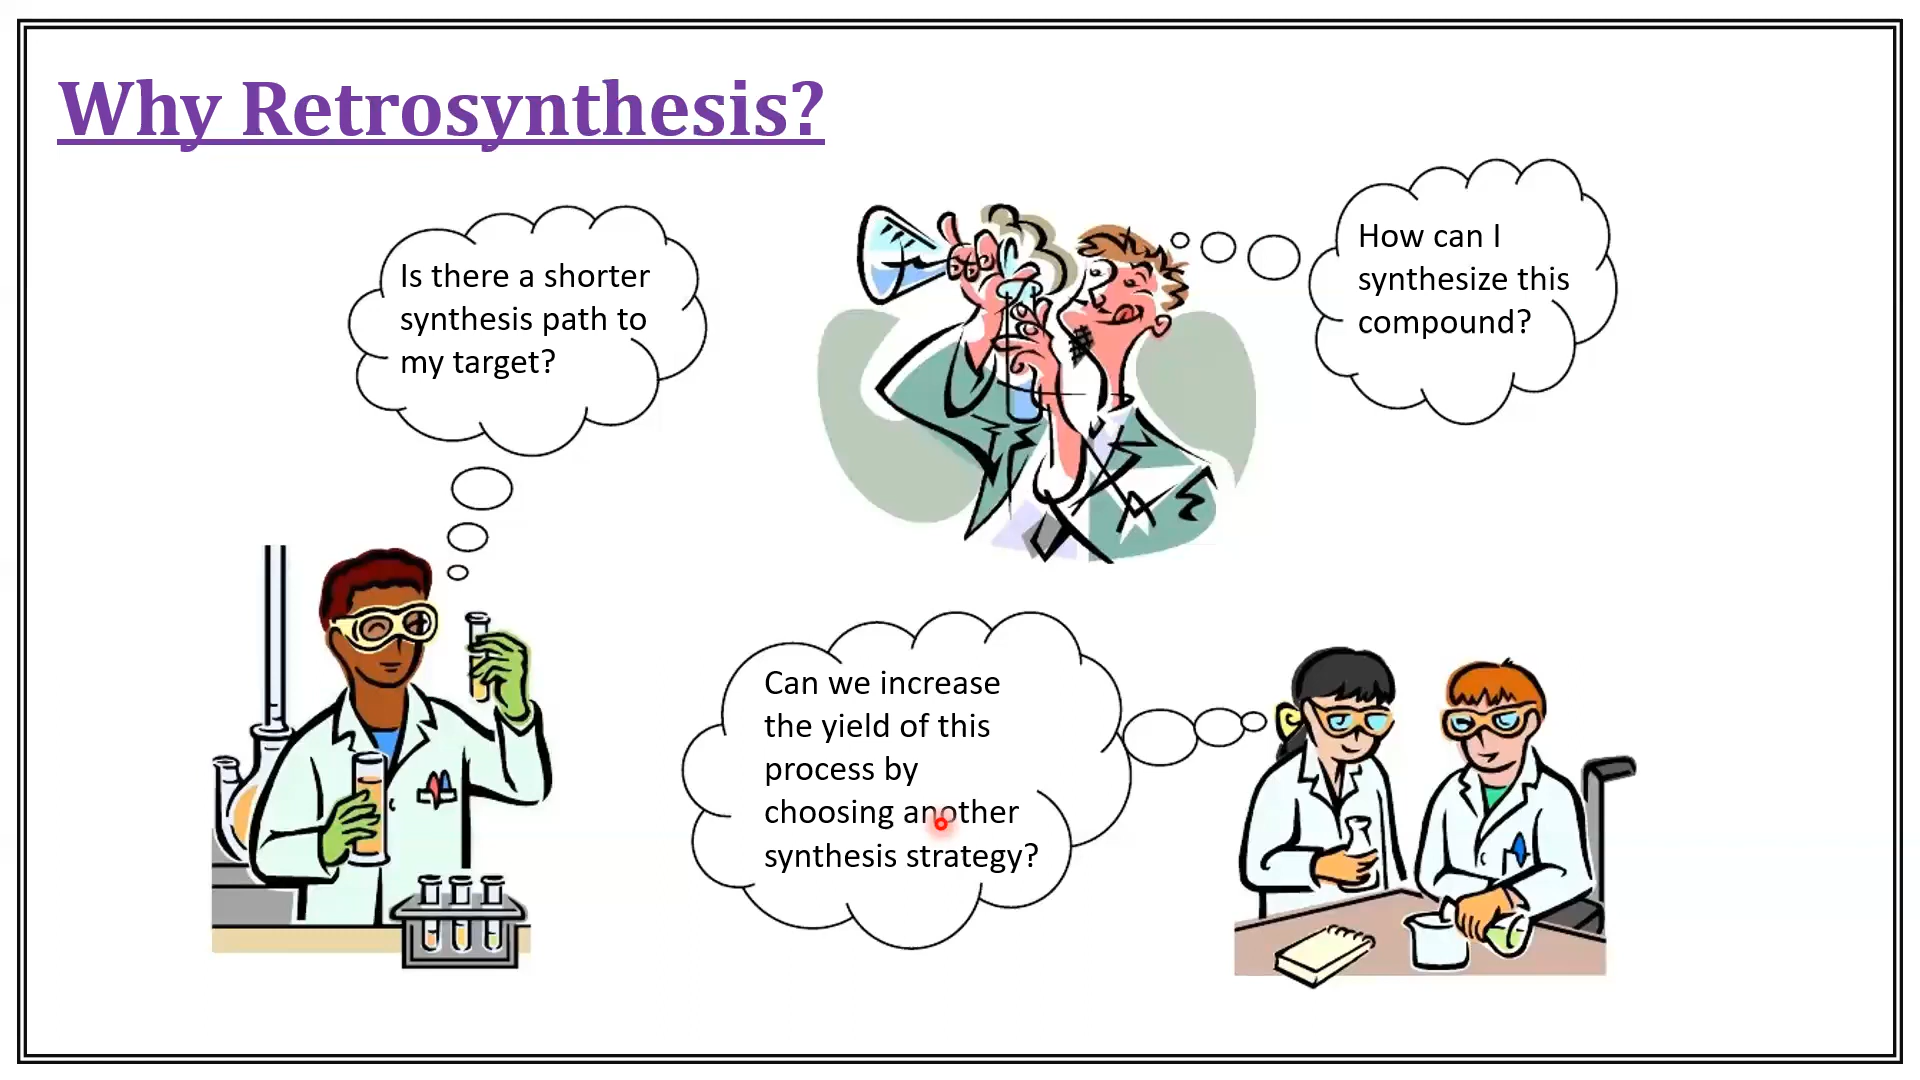 Why Retrosynthesis?
Is there a shorter
synthesis path to
my target?
How can I
synthesize this
compound?
Can we increase
the yield of this
process by
choosing another
synthesis strategy?